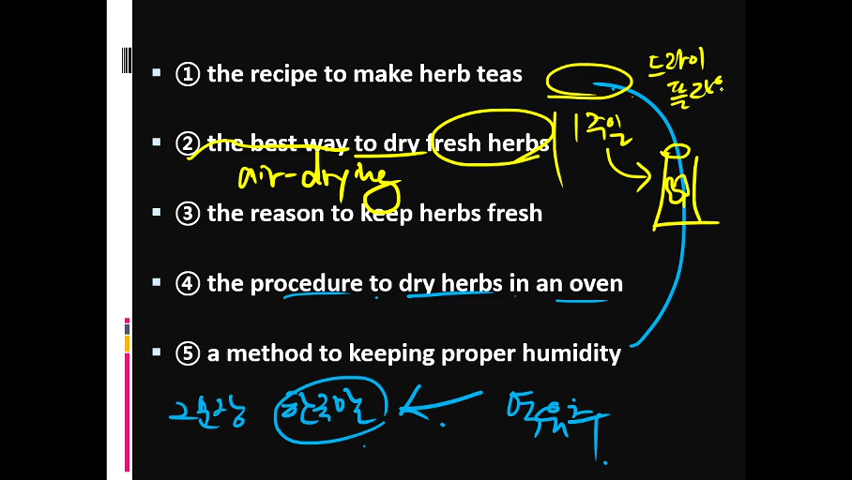 ① the recipe to make herb teas
드라이
플라워
② the best way to dry fresh herbs
1주일
air-drying
③ the reason to keep herbs fresh
④ the procedure to dry herbs in an oven
⑤ a method to keeping proper humidity
한국말